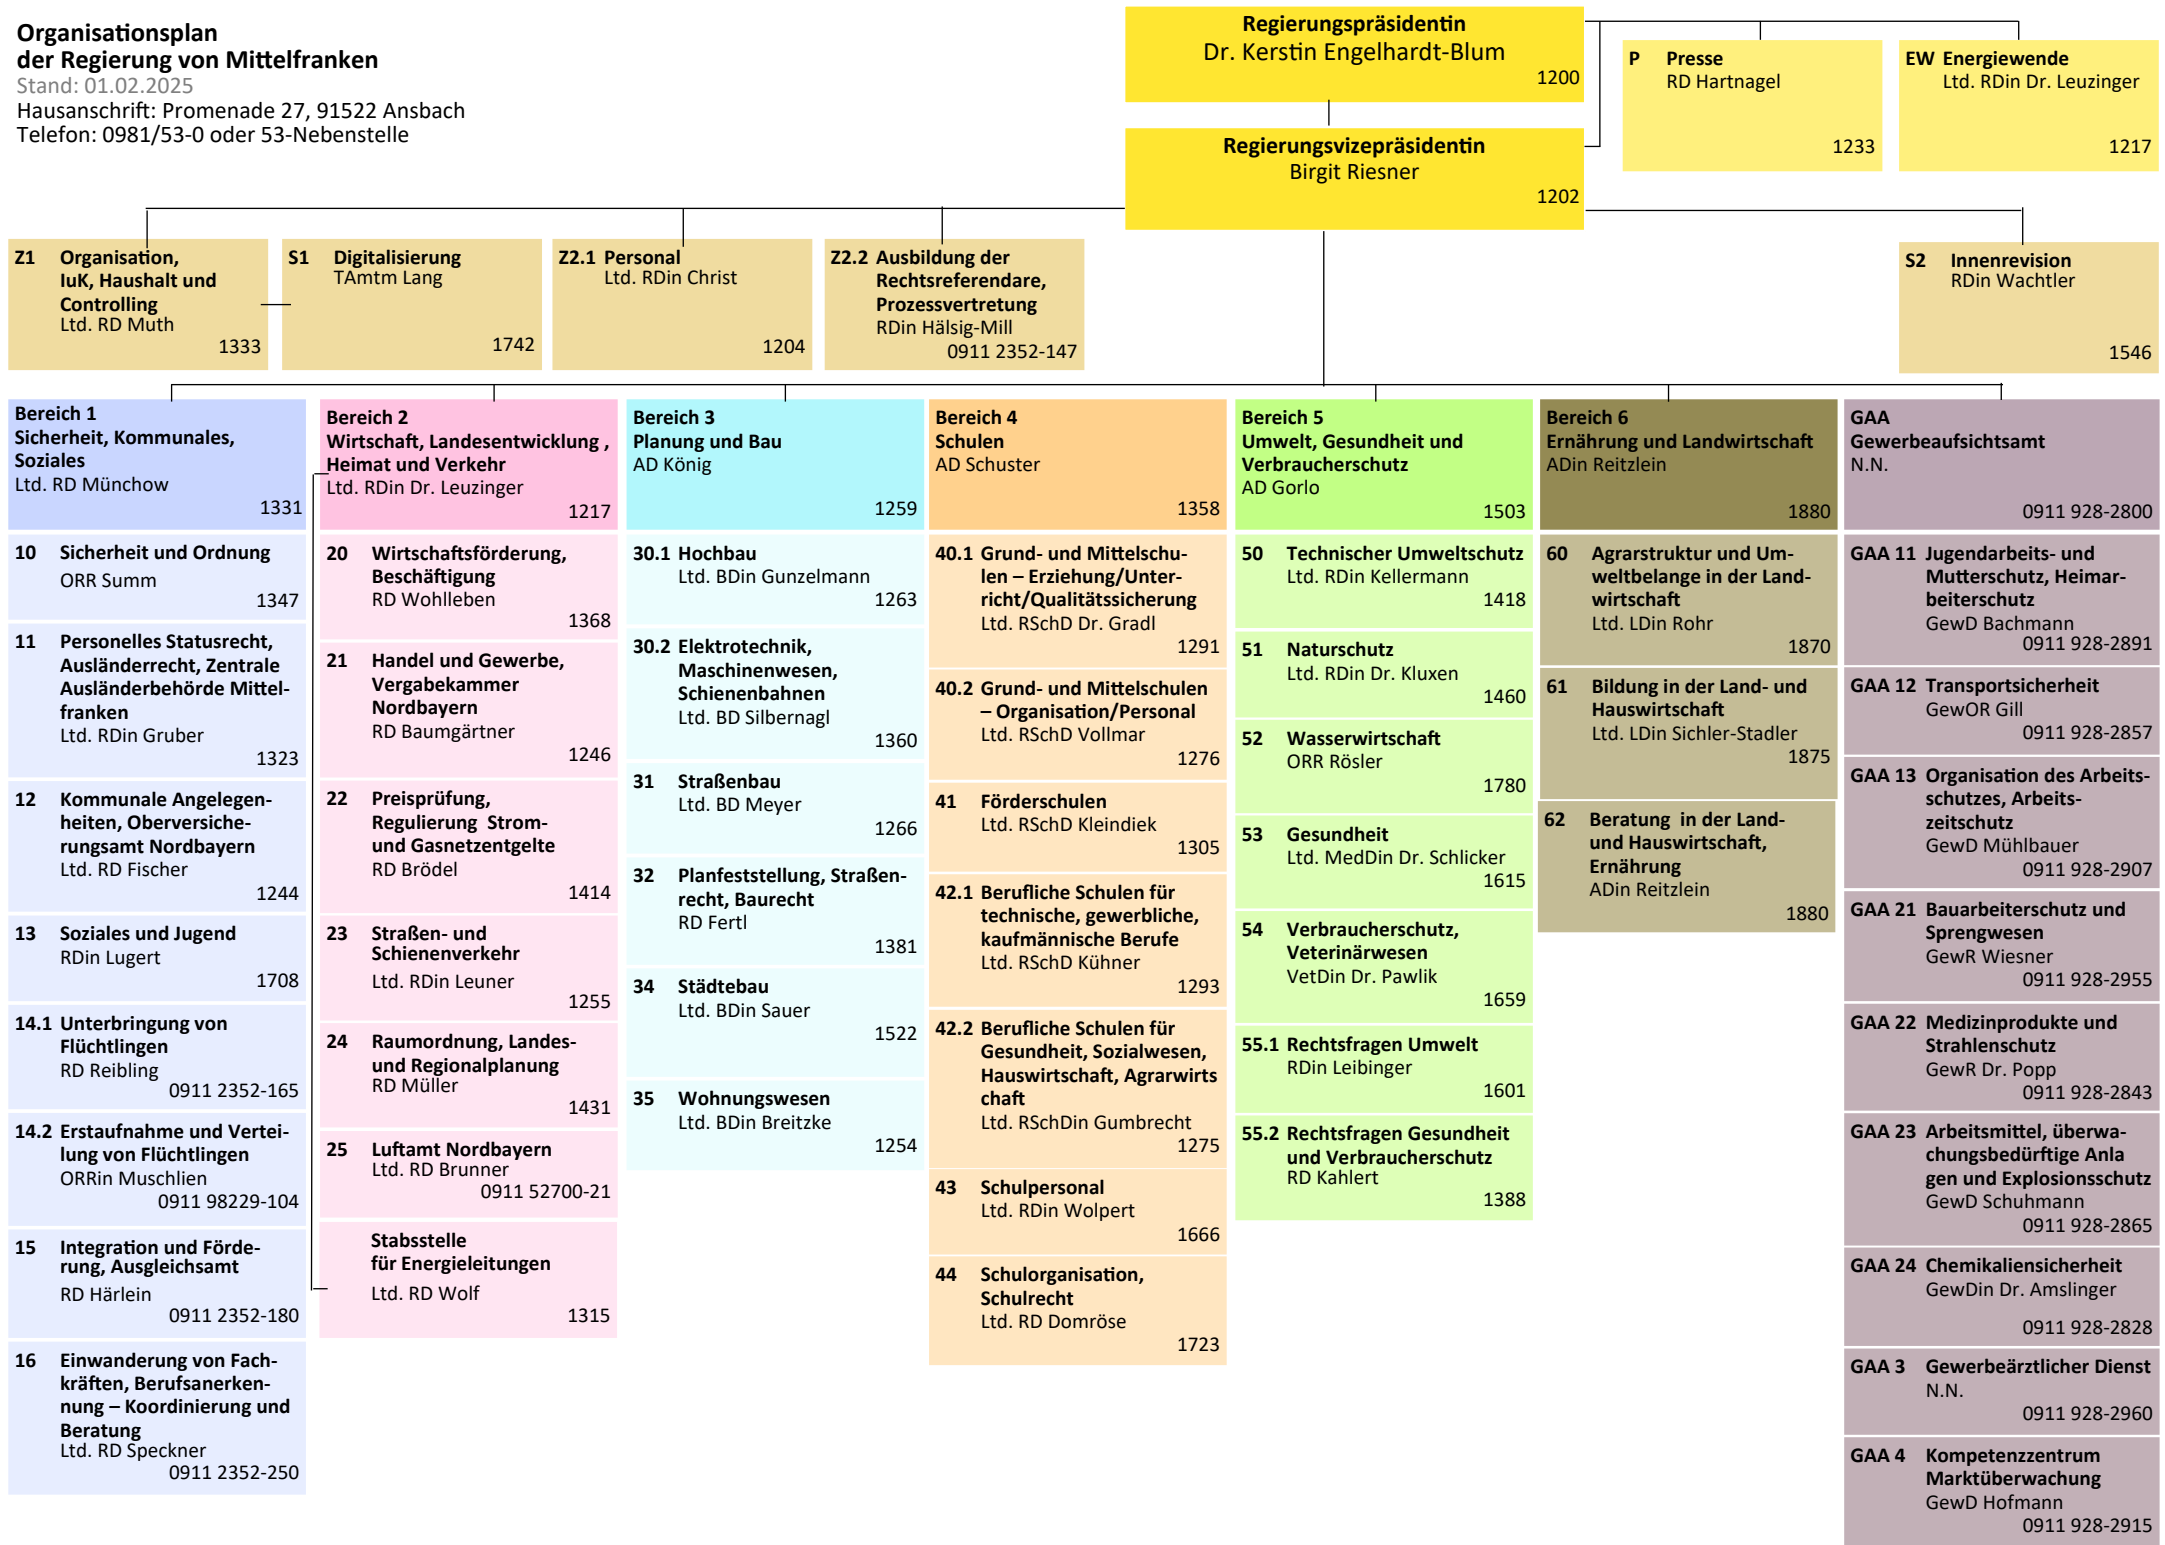 Organisationsplan
der Regierung von Mittelfranken
Stand: 01.02.2025
Hausanschrift: Promenade 27, 91522 Ansbach
Telefon: 0981/53-0 oder 53-Nebenstelle
Regierungspräsidentin
Dr. Kerstin Engelhardt-Blum
1200
Regierungsvizepräsidentin
Birgit Riesner
1202
P Presse
RD Hartnagel
1233
EW Energiewende
Ltd. RDin Dr. Leuzinger
1217
Z1 Organisation,
IuK, Haushalt und
Controlling
Ltd. RD Muth
1333
S1 Digitalisierung
TAmtm Lang
1742
Z2.1 Personal
Ltd. RDin Christ
1204
Z2.2 Ausbildung der
Rechtsreferendare,
Prozessvertretung
RDin Hälsig-Mill
0911 2352-147
S2 Innenrevision
RDin Wachtler
1546
Bereich 1
Sicherheit, Kommunales,
Soziales
Ltd. RD Münchow
1331
10 Sicherheit und Ordnung
ORR Summ
1347
11 Personelles Statusrecht,
Ausländerrecht, Zentrale
Ausländerbehörde Mittel-
franken
Ltd. RDin Gruber
1323
12 Kommunale Angelegen-
heiten, Oberversiche-
rungsamt Nordbayern
Ltd. RD Fischer
1244
13 Soziales und Jugend
RDin Lugert
1708
14.1 Unterbringung von
Flüchtlingen
RD Reibling
0911 2352-165
14.2 Erstaufnahme und Vertei-
lung von Flüchtlingen
ORRin Muschlien
0911 98229-104
15 Integration und Förde-
rung, Ausgleichsamt
RD Härlein
0911 2352-180
16 Einwanderung von Fach-
kräften, Berufsanerken-
nung – Koordinierung und
Beratung
Ltd. RD Speckner
0911 2352-250
Bereich 2
Wirtschaft, Landesentwicklung ,
Heimat und Verkehr
Ltd. RDin Dr. Leuzinger
1217
20 Wirtschaftsförderung,
Beschäftigung
RD Wohlleben
1368
21 Handel und Gewerbe,
Vergabekammer
Nordbayern
RD Baumgärtner
1246
22 Preisprüfung,
Regulierung Strom-
und Gasnetzentgelte
RD Brödel
1414
23 Straßen- und
Schienenverkehr
Ltd. RDin Leuner
1255
24 Raumordnung, Landes-
und Regionalplanung
RD Müller
1431
25 Luftamt Nordbayern
Ltd. RD Brunner
0911 52700-21
Stabsstelle
für Energieleitungen
Ltd. RD Wolf
1315
Bereich 3
Planung und Bau
AD König
1259
30.1 Hochbau
Ltd. BDin Gunzelmann
1263
30.2 Elektrotechnik,
Maschinenwesen,
Schienenbahnen
Ltd. BD Silbernagl
1360
31 Straßenbau
Ltd. BD Meyer
1266
32 Planfeststellung, Straßen-
recht, Baurecht
RD Fertl
1381
34 Städtebau
Ltd. BDin Sauer
1522
35 Wohnungswesen
Ltd. BDin Breitzke
1254
Bereich 4
Schulen
AD Schuster
1358
40.1 Grund- und Mittelschu-
len – Erziehung/Unter-
richt/Qualitätssicherung
Ltd. RSchD Dr. Gradl
1291
40.2 Grund- und Mittelschulen
– Organisation/Personal
Ltd. RSchD Vollmar
1276
41 Förderschulen
Ltd. RSchD Kleindiek
1305
42.1 Berufliche Schulen für
technische, gewerbliche,
kaufmännische Berufe
Ltd. RSchD Kühner
1293
42.2 Berufliche Schulen für
Gesundheit, Sozialwesen,
Hauswirtschaft, Agrarwirts
chaft
Ltd. RSchDin Gumbrecht
1275
43 Schulpersonal
Ltd. RDin Wolpert
1666
44 Schulorganisation,
Schulrecht
Ltd. RD Domröse
1723
Bereich 5
Umwelt, Gesundheit und
Verbraucherschutz
AD Gorlo
1503
50 Technischer Umweltschutz
Ltd. RDin Kellermann
1418
51 Naturschutz
Ltd. RDin Dr. Kluxen
1460
52 Wasserwirtschaft
ORR Rösler
1780
53 Gesundheit
Ltd. MedDin Dr. Schlicker
1615
54 Verbraucherschutz,
Veterinärwesen
VetDin Dr. Pawlik
1659
55.1 Rechtsfragen Umwelt
RDin Leibinger
1601
55.2 Rechtsfragen Gesundheit
und Verbraucherschutz
RD Kahlert
1388
Bereich 6
Ernährung und Landwirtschaft
ADin Reitzlein
1880
60 Agrarstruktur und Um-
weltbelange in der Land-
wirtschaft
Ltd. LDin Rohr
1870
61 Bildung in der Land- und
Hauswirtschaft
Ltd. LDin Sichler-Stadler
1875
62 Beratung in der Land-
und Hauswirtschaft,
Ernährung
ADin Reitzlein
1880
GAA
Gewerbeaufsichtsamt
N.N.
0911 928-2800
GAA 11 Jugendarbeits- und
Mutterschutz, Heimar-
beiterschutz
GewD Bachmann
0911 928-2891
GAA 12 Transportsicherheit
GewOR Gill
0911 928-2857
GAA 13 Organisation des Arbeits-
schutzes, Arbeits-
zeitschutz
GewD Mühlbauer
0911 928-2907
GAA 21 Bauarbeiterschutz und
Sprengwesen
GewR Wiesner
0911 928-2955
GAA 22 Medizinprodukte und
Strahlenschutz
GewR Dr. Popp
0911 928-2843
GAA 23 Arbeitsmittel, überwa-
chungsbedürftige Anla
gen und Explosionsschutz
GewD Schuhmann
0911 928-2865
GAA 24 Chemikaliensicherheit
GewDin Dr. Amslinger
0911 928-2828
GAA 3 Gewerbeärztlicher Dienst
N.N.
0911 928-2960
GAA 4 Kompetenzzentrum
Marktüberwachung
GewD Hofmann
0911 928-2915